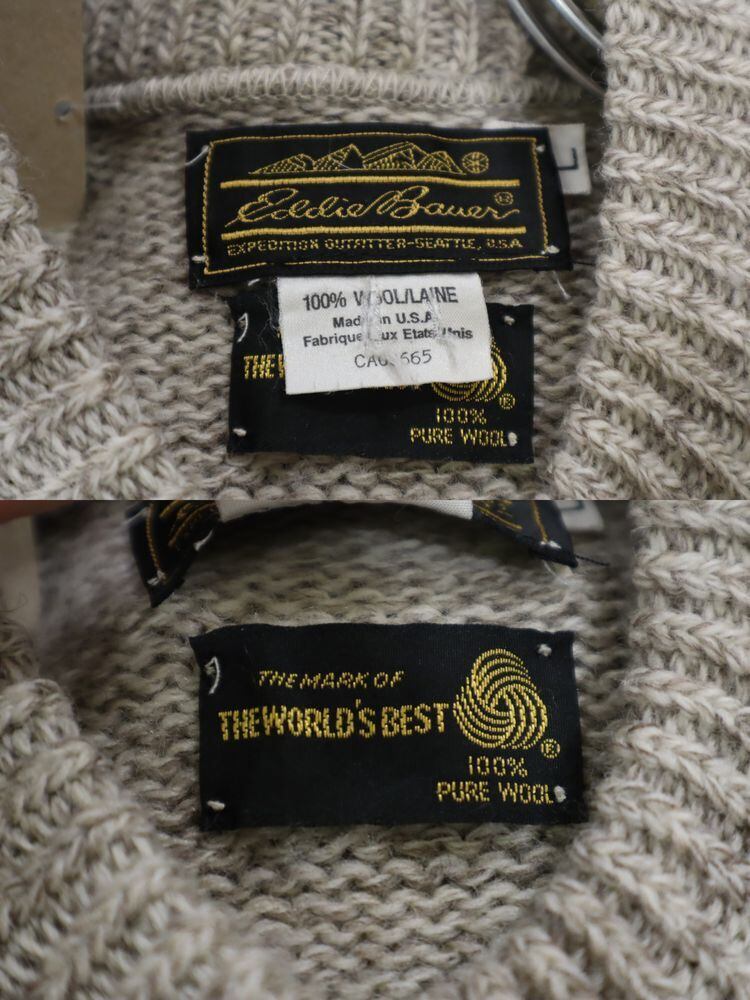 Eddie Bauer®
EXPEDITION OUTFITTER-SEATTLE, U.S.A
L
100% WOOL/LAINE
Made in U.S.A.
Fabrique aux Etats Unis
THE
®
100%
PURE WOOL
THE MARK OF
THE WORLD'S BEST
®
100%
PURE WOOL